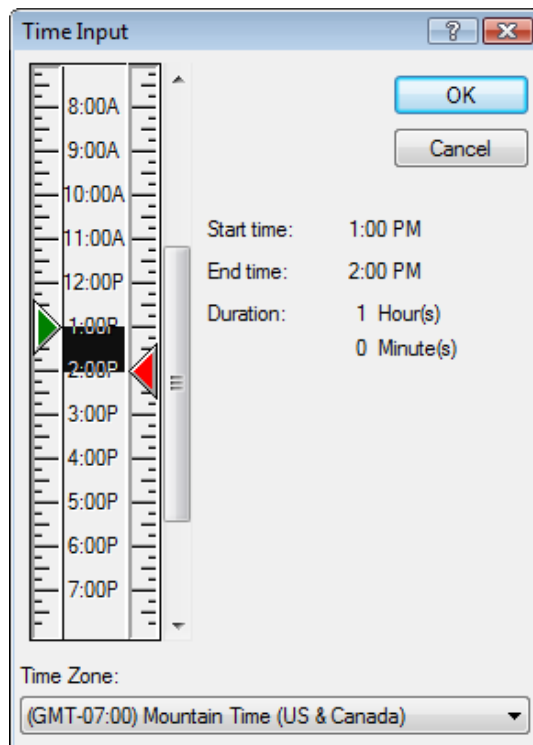 Time Input
8:00A
9:00A
10:00A
11:00A
12:00P
1:00P
2:00P
3:00P
4:00P
5:00P
6:00P
7:00P
OK
Cancel
Start time: 1:00 PM
End time: 2:00 PM
Duration: 1 Hour(s)
0 Minute(s)
Time Zone:
(GMT-07:00) Mountain Time (US & Canada)